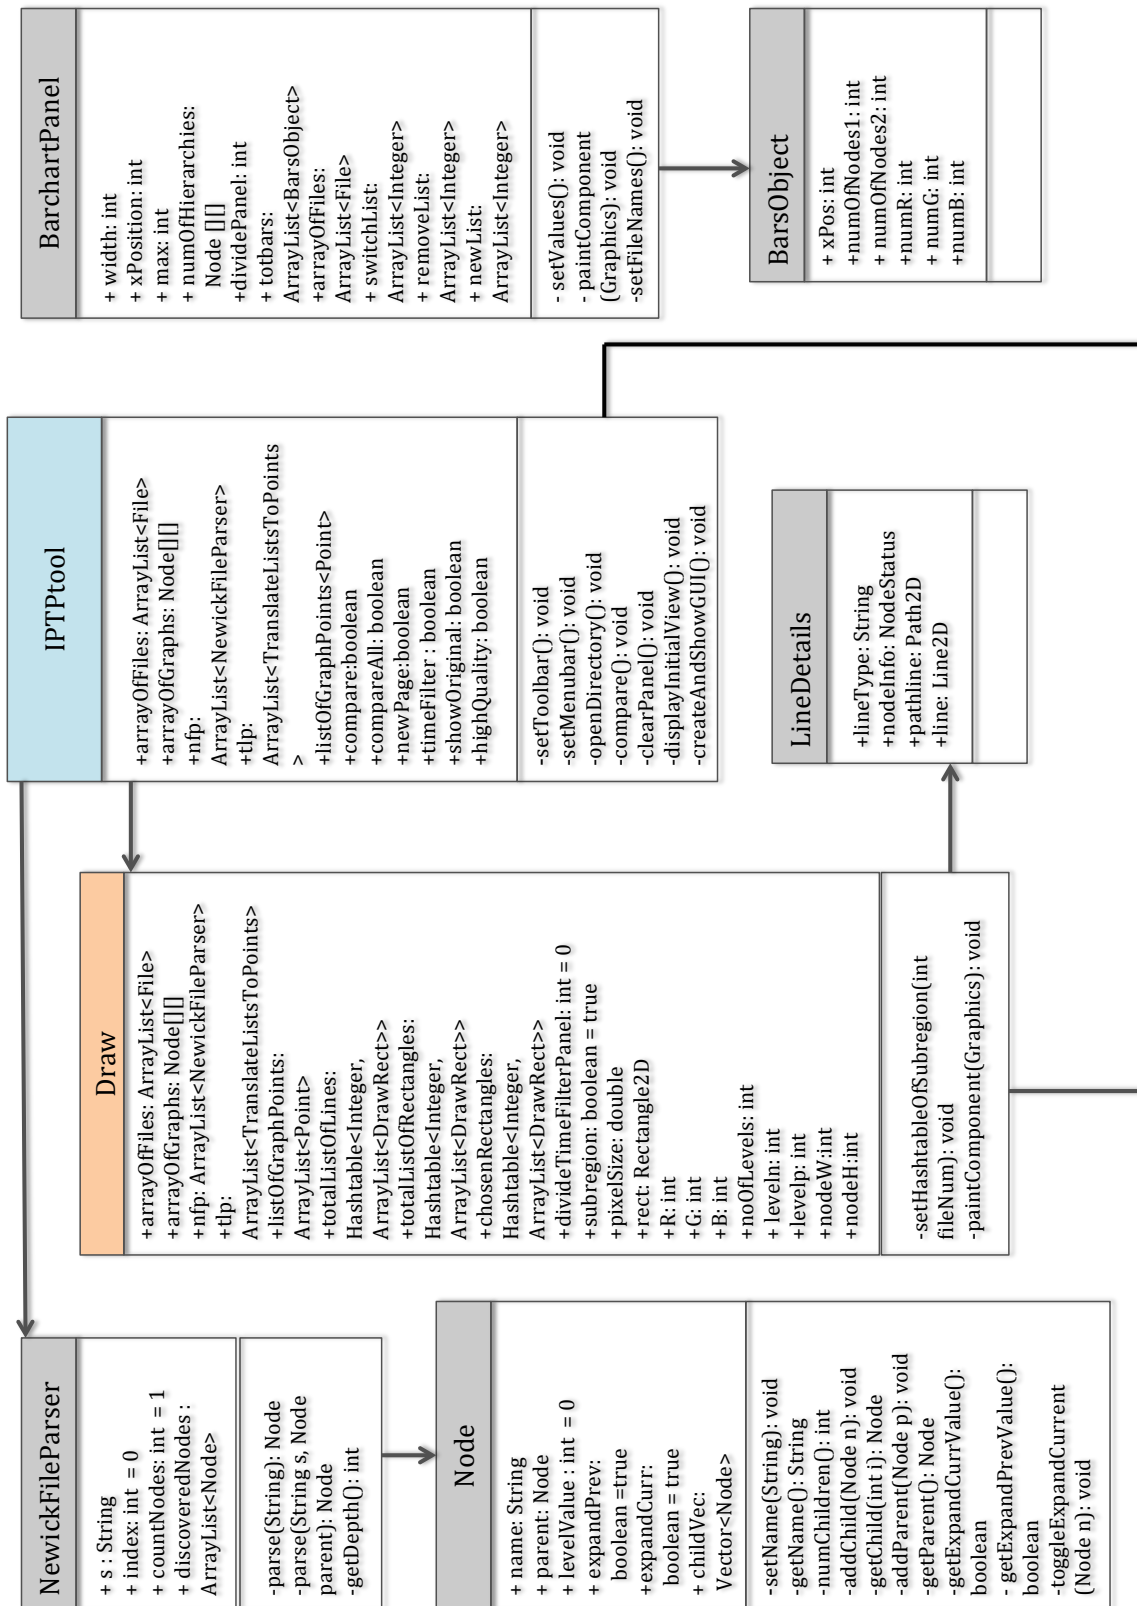 NewickFileParser
+ s : String
+ index: int = 0
+ countNodes: int = 1
+ discoveredNodes :
ArrayList<Node>
-parse(String): Node
-parse(String s, Node
parent): Node
-getDepth(): int
Node
+ name: String
+ parent: Node
+ levelValue : int = 0
+ expandPrev:
boolean =true
+expandCurr:
boolean = true
+ childVec:
Vector<Node>
-setName(String): void
-getName(): String
-numChildren(): int
-addChild(Node n): void
-getChild(int i): Node
-addParent(Node p): void
-getParent(): Node
-getExpandCurrValue():
boolean
- getExpandPrevValue():
boolean
-toggleExpandCurrent
(Node n): void
Draw
+arrayOfFiles: ArrayList<File>
+arrayOfGraphs: Node[][]
+nfp: ArrayList<NewickFileParser>
+tlp:
ArrayList<TranslateListsToPoints>
+listOfGraphPoints:
ArrayList<Point>
+totalListOfLines:
Hashtable<Integer,
ArrayList<DrawRect>>
+totalListOfRectangles:
Hashtable<Integer,
ArrayList<DrawRect>>
+chosenRectangles:
Hashtable<Integer,
ArrayList<DrawRect>>
+divideTimeFilterPanel: int = 0
+subregion: boolean = true
+pixelSize: double
+rect: Rectangle2D
+R: int
+G: int
+B: int
+noOfLevels: int
+ leveln: int
+levelp: int
+nodeW:int
+nodeH:int
-setHashtableOfSubregion(int
fileNum): void
-paintComponent(Graphics): void
IPTPtool
+arrayOfFiles: ArrayList<File>
+arrayOfGraphs: Node[][]
+nfp:
ArrayList<NewickFileParser>
+tlp:
ArrayList<TranslateListsToPoints
>
+listOfGraphPoints<Point>
+compare:boolean
+compareAll: boolean
+newPage:boolean
+timeFilter : boolean
+showOriginal: boolean
+highQuality: boolean
-setToolbar(): void
-setMenubar(): void
-openDirectory(): void
-compare(): void
-clearPanel(): void
-displayInitialView(): void
-createAndShowGUI(): void
LineDetails
+lineType: String
+nodeInfo: NodeStatus
+pathline: Path2D
+line: Line2D
BarchartPanel
+ width: int
+ xPosition: int
+ max: int
+ numOfHierarchies:
Node [][]
+dividePanel: int
+ totbars:
ArrayList<BarsObject>
+arrayOfFiles:
ArrayList<File>
+ switchList:
ArrayList<Integer>
+ removeList:
ArrayList<Integer>
+ newList:
ArrayList<Integer>
- setValues(): void
- paintComponent
(Graphics): void
-setFileNames(): void
BarsObject
+ xPos: int
+numOfNodes1: int
+ numOfNodes2: int
+numR: int
+ numG: int
+numB: int